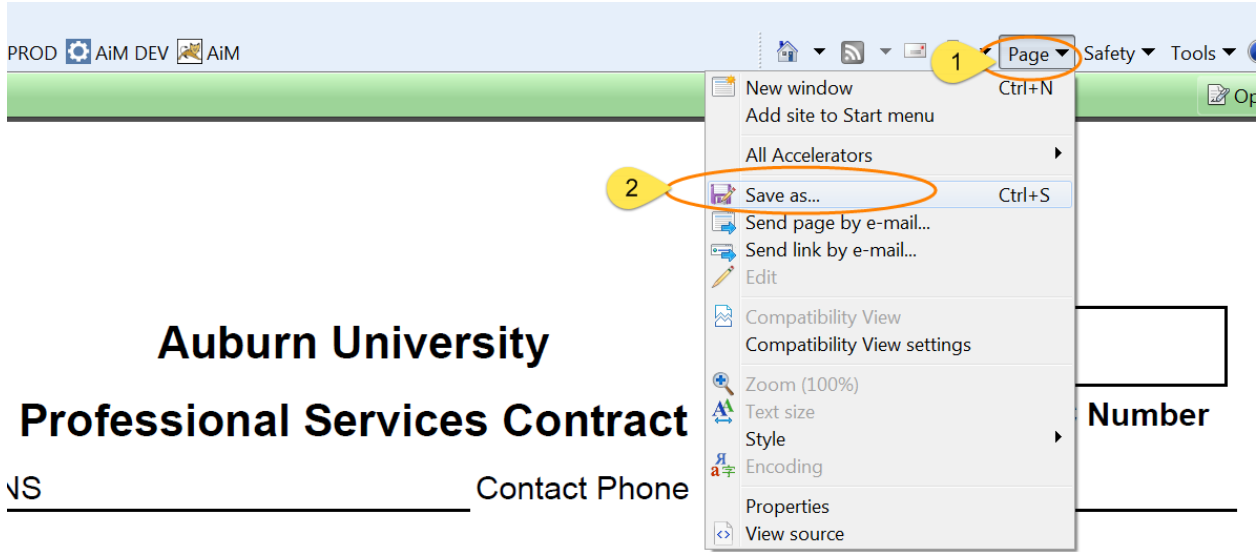 PROD AiM DEV AiM
1 Page Safety Tools
New window Ctrl+N
Op
Add site to Start menu
All Accelerators
2 Save as... Ctrl+S
Send page by e-mail...
Send link by e-mail...
Edit
Compatibility View
Compatibility View settings
Zoom (100%)
Text size
Style
Encoding
Properties
View source
Auburn University
Professional Services Contract
Number
NS Contact Phone